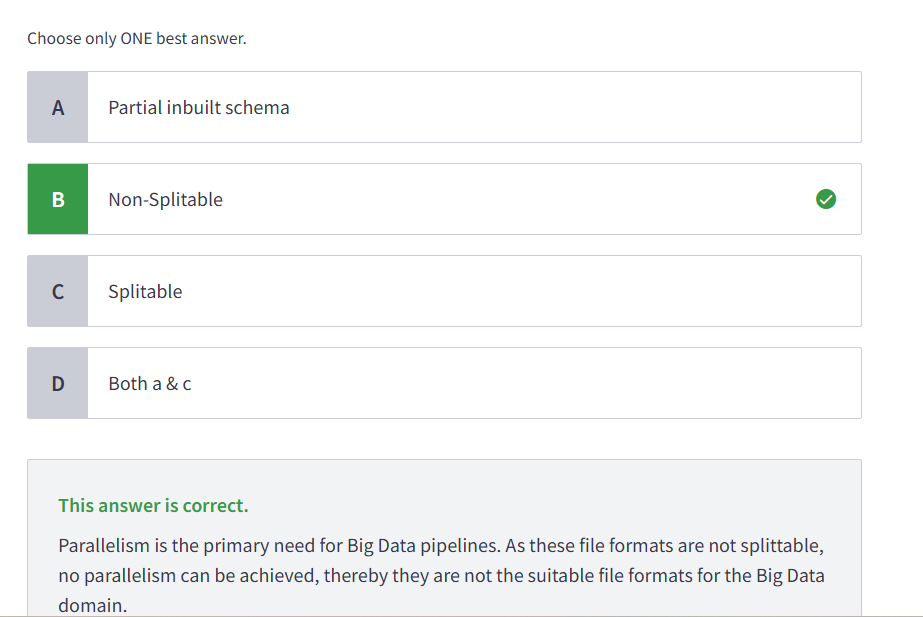 Choose only ONE best answer.
A Partial inbuilt schema
B Non-Splitable
C Splitable
D Both a & c
This answer is correct.
Parallelism is the primary need for Big Data pipelines. As these file formats are not splittable,
no parallelism can be achieved, thereby they are not the suitable file formats for the Big Data
domain.